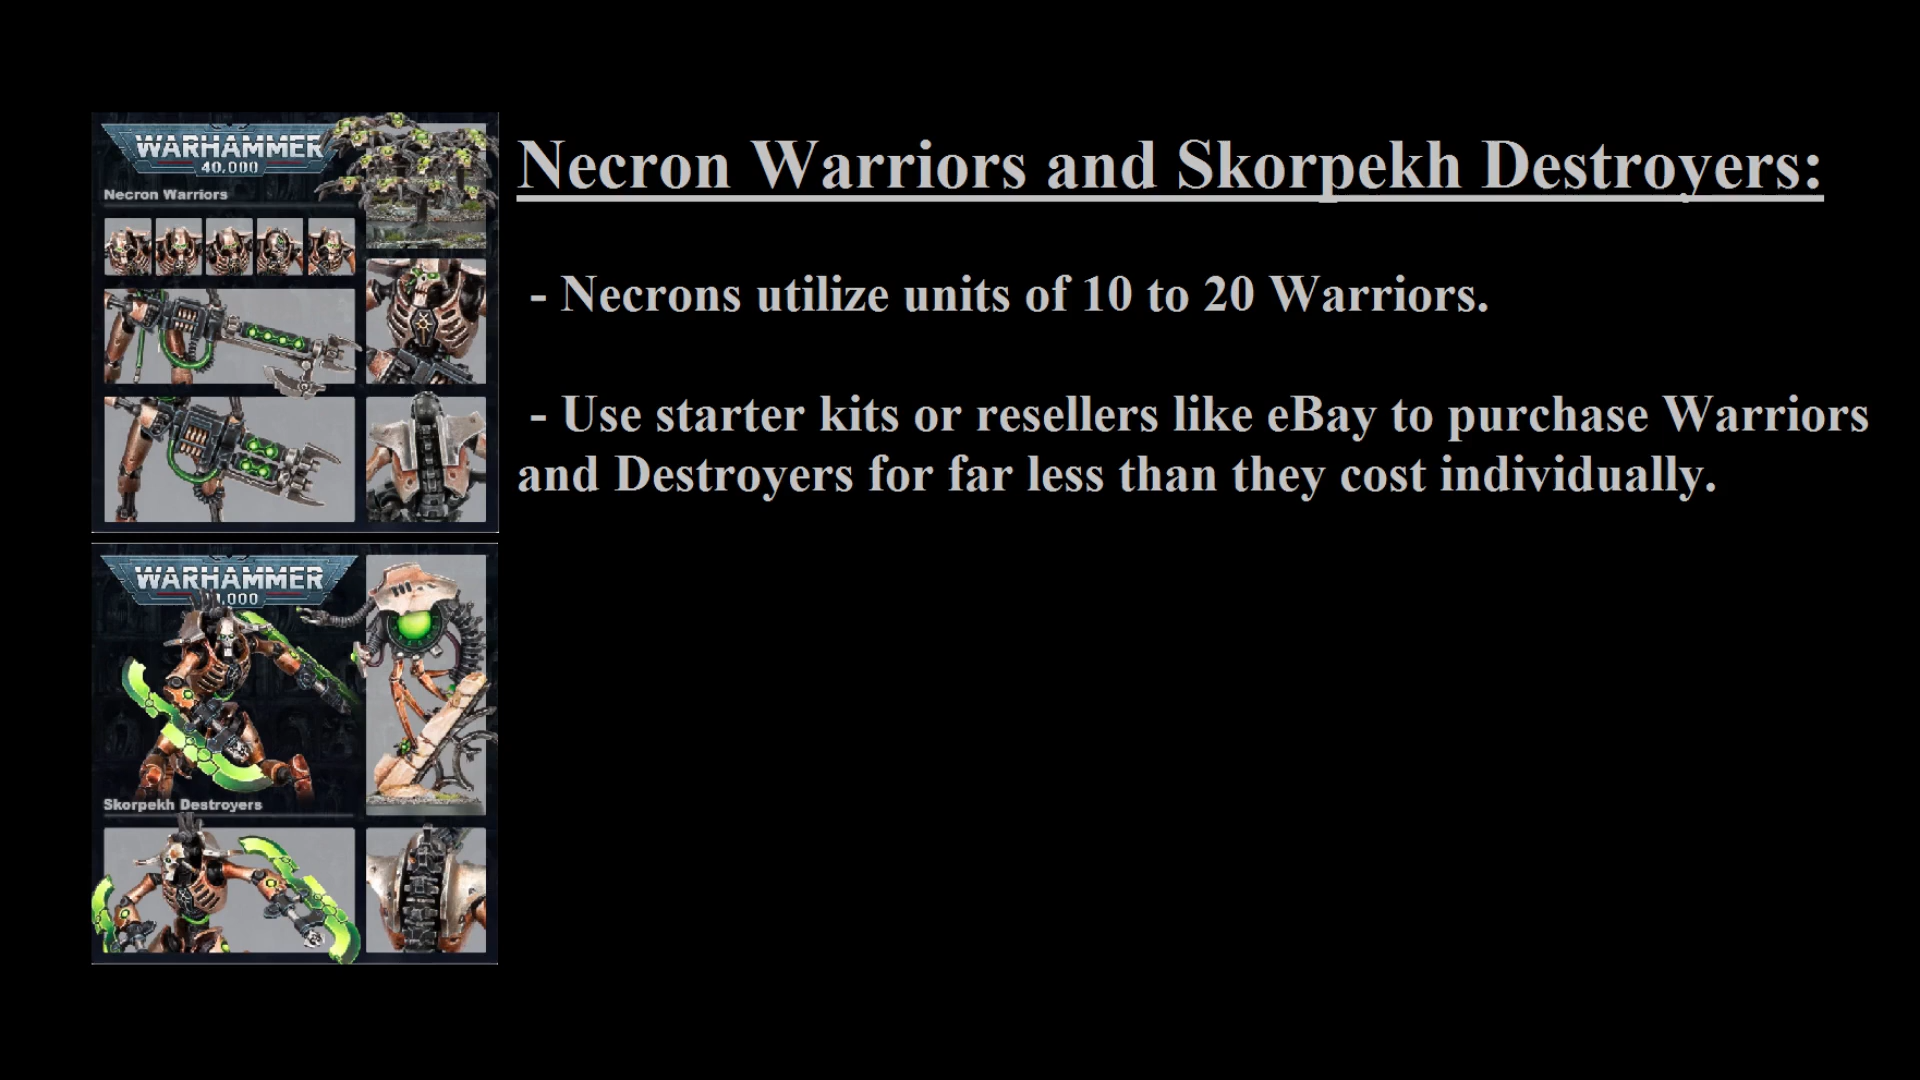 WARHAMMER
40,000
Necron Warriors
Necron Warriors and Skorpekh Destroyers:
- Necrons utilize units of 10 to 20 Warriors.
- Use starter kits or resellers like eBay to purchase Warriors
and Destroyers for far less than they cost individually.
WARHAMMER
,000
Skorpekh Destroyers